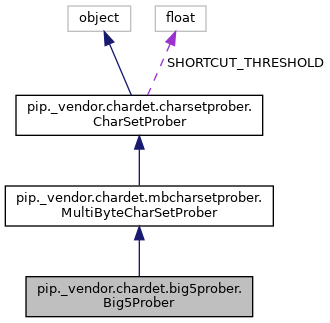 object
float
SHORTCUT_THRESHOLD
pip._vendor.chardet.charsetprober.
CharSetProber
pip._vendor.chardet.mbcharsetprober.
MultiByteCharSetProber
pip._vendor.chardet.big5prober.
Big5Prober